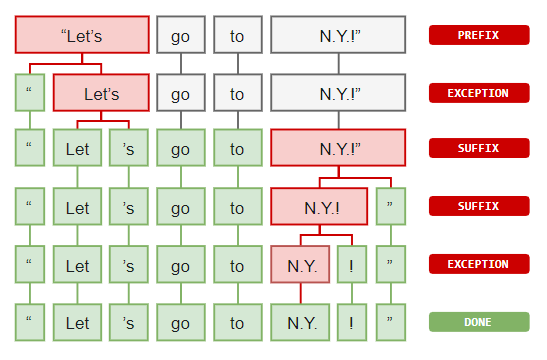 “Let’s go to N.Y.!” PREFIX
“ Let’s go to N.Y.!” EXCEPTION
“ Let ’s go to N.Y.!” SUFFIX
“ Let ’s go to N.Y.! ” SUFFIX
“ Let ’s go to N.Y. ! ” EXCEPTION
“ Let ’s go to N.Y. ! ” DONE